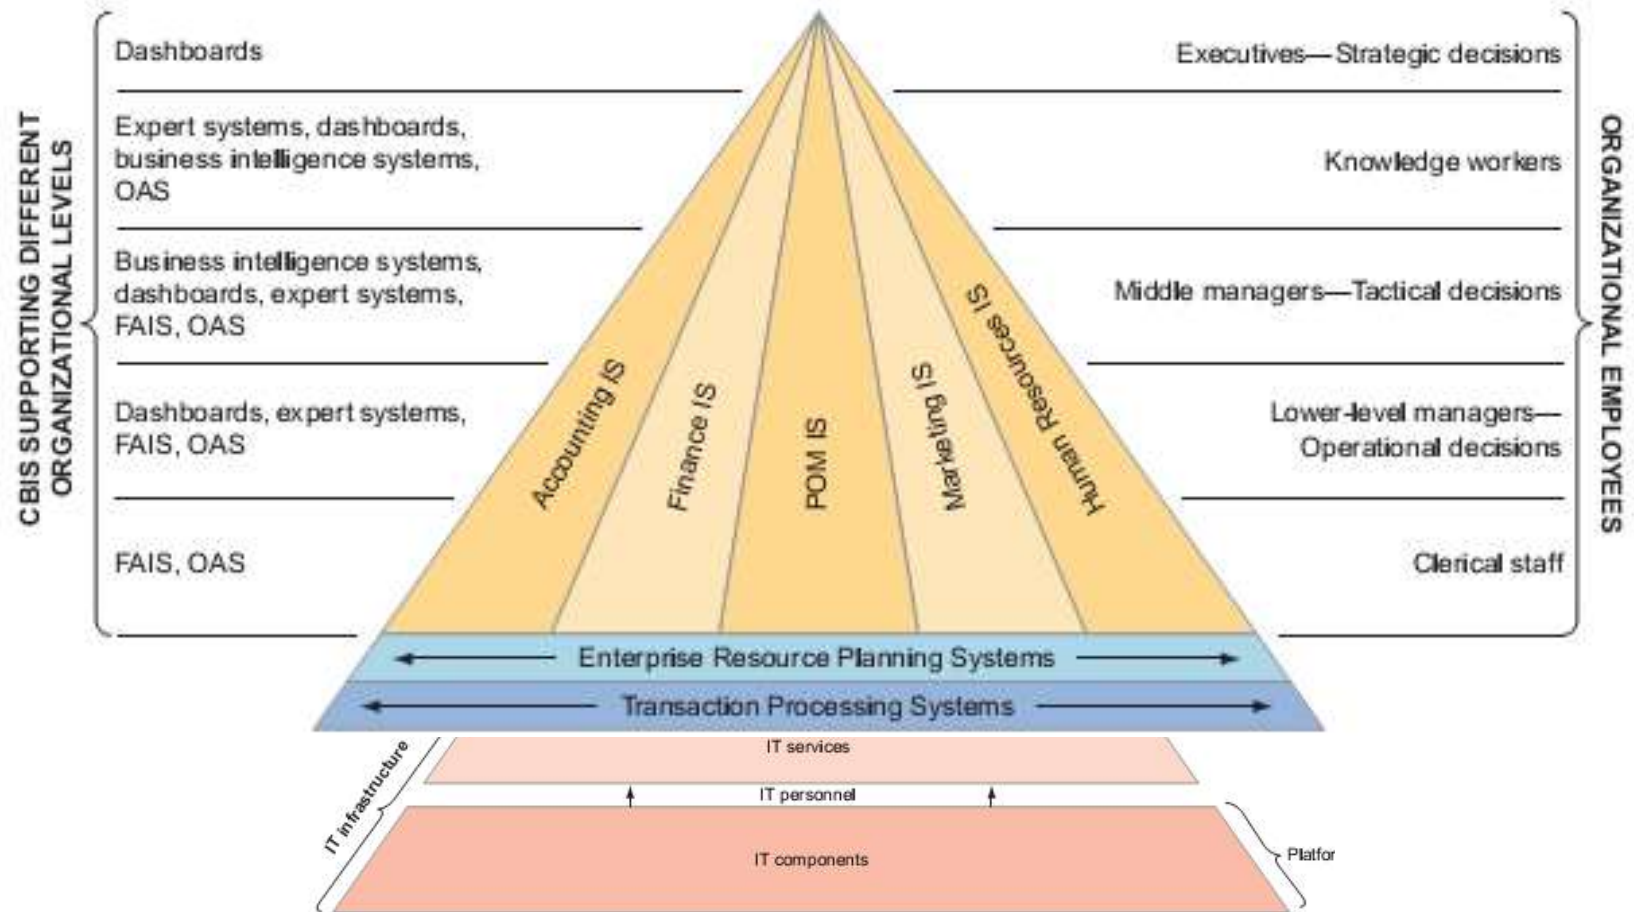 CBIS SUPPORTING DIFFERENT
ORGANIZATIONAL LEVELS
Dashboards
Expert systems, dashboards,
business intelligence systems,
OAS
Business intelligence systems,
dashboards, expert systems,
FAIS, OAS
Dashboards, expert systems,
FAIS, OAS
FAIS, OAS
Accounting IS
Finance IS
POM IS
Marketing IS
Human Resources IS
Executives—Strategic decisions
Knowledge workers
Middle managers—Tactical decisions
Lower-level managers—
Operational decisions
Clerical staff
ORGANIZATIONAL EMPLOYEES
Enterprise Resource Planning Systems
Transaction Processing Systems
IT infrastructure
IT services
IT personnel
IT components
Platfor